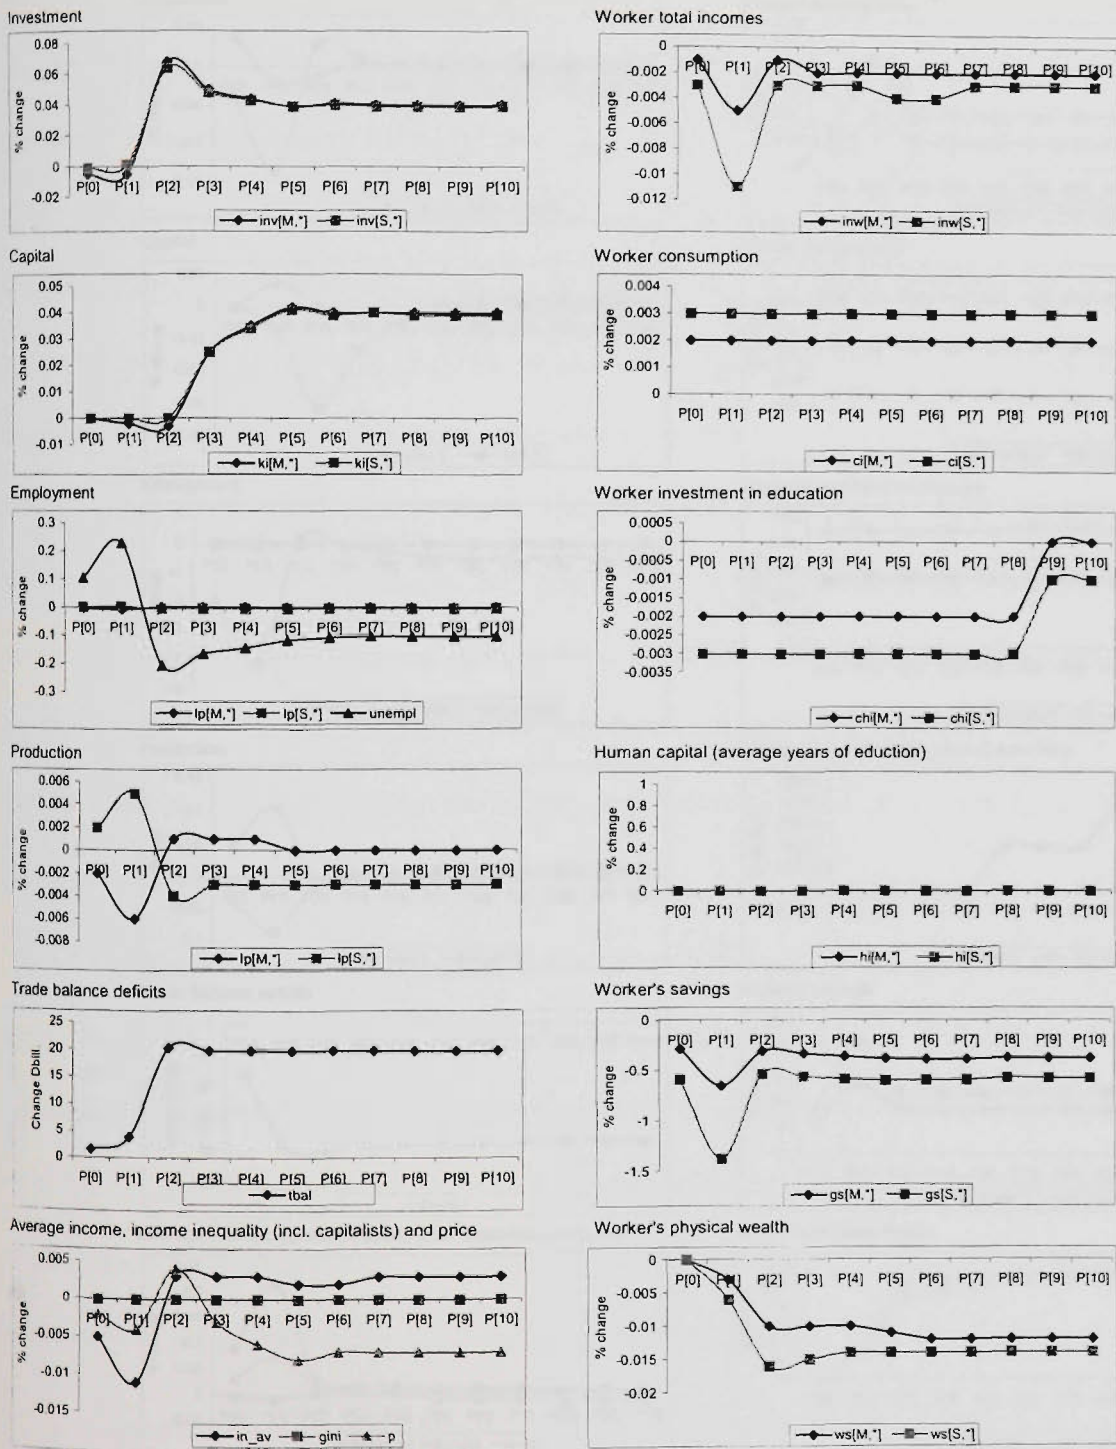 Investment
% change
0.08
0.06
0.04
0.02
0
-0.02
P[0] P[1] P[2] P[3] P[4] P[5] P[6] P[7] P[8] P[9] P[10]
inv[M,*] inv[S,*]
Capital
% change
0.05
0.04
0.03
0.02
0.01
0
-0.01
P[0] P[1] P[2] P[3] P[4] P[5] P[6] P[7] P[8] P[9] P[10]
ki[M,*] ki[S,*]
Employment
% change
0.3
0.2
0.1
0
-0.1
-0.2
-0.3
P[0] P[1] P[2] P[3] P[4] P[5] P[6] P[7] P[8] P[9] P[10]
lp[M,*] lp[S,*] unempl
Production
% change
0.006
0.004
0.002
0
-0.002
-0.004
-0.006
-0.008
P[0] P[1] P[2] P[3] P[4] P[5] P[6] P[7] P[8] P[9] P[10]
lp[M,*] lp[S,*]
Trade balance deficits
Change Dbill.
25
20
15
10
5
0
P[0] P[1] P[2] P[3] P[4] P[5] P[6] P[7] P[8] P[9] P[10]
tbal
Average income, income inequality (incl. capitalists) and price
% change
0.005
0
-0.005
-0.01
-0.015
P[0] P[1] P[2] P[3] P[4] P[5] P[6] P[7] P[8] P[9] P[10]
in_av gini p
Worker total incomes
% change
0
-0.002
-0.004
-0.006
-0.008
-0.01
-0.012
P[0] P[1] P[2] P[3] P[4] P[5] P[6] P[7] P[8] P[9] P[10]
inw[M,*] inw[S,*]
Worker consumption
% change
0.004
0.003
0.002
0.001
0
P[0] P[1] P[2] P[3] P[4] P[5] P[6] P[7] P[8] P[9] P[10]
ci[M,*] ci[S,*]
Worker investment in education
% change
0.0005
0
-0.0005
-0.001
-0.0015
-0.002
-0.0025
-0.003
-0.0035
P[0] P[1] P[2] P[3] P[4] P[5] P[6] P[7] P[8] P[9] P[10]
chi[M,*] chi[S,*]
Human capital (average years of eduction)
% change
1
0.8
0.6
0.4
0.2
0
P[0] P[1] P[2] P[3] P[4] P[5] P[6] P[7] P[8] P[9] P[10]
hi[M,*] hi[S,*]
Worker's savings
% change
0
-0.5
-1
-1.5
P[0] P[1] P[2] P[3] P[4] P[5] P[6] P[7] P[8] P[9] P[10]
gs[M,*] gs[S,*]
Worker's physical wealth
% change
0
-0.005
-0.01
-0.015
-0.02
P[0] P[1] P[2] P[3] P[4] P[5] P[6] P[7] P[8] P[9] P[10]
ws[M,*] ws[S,*]